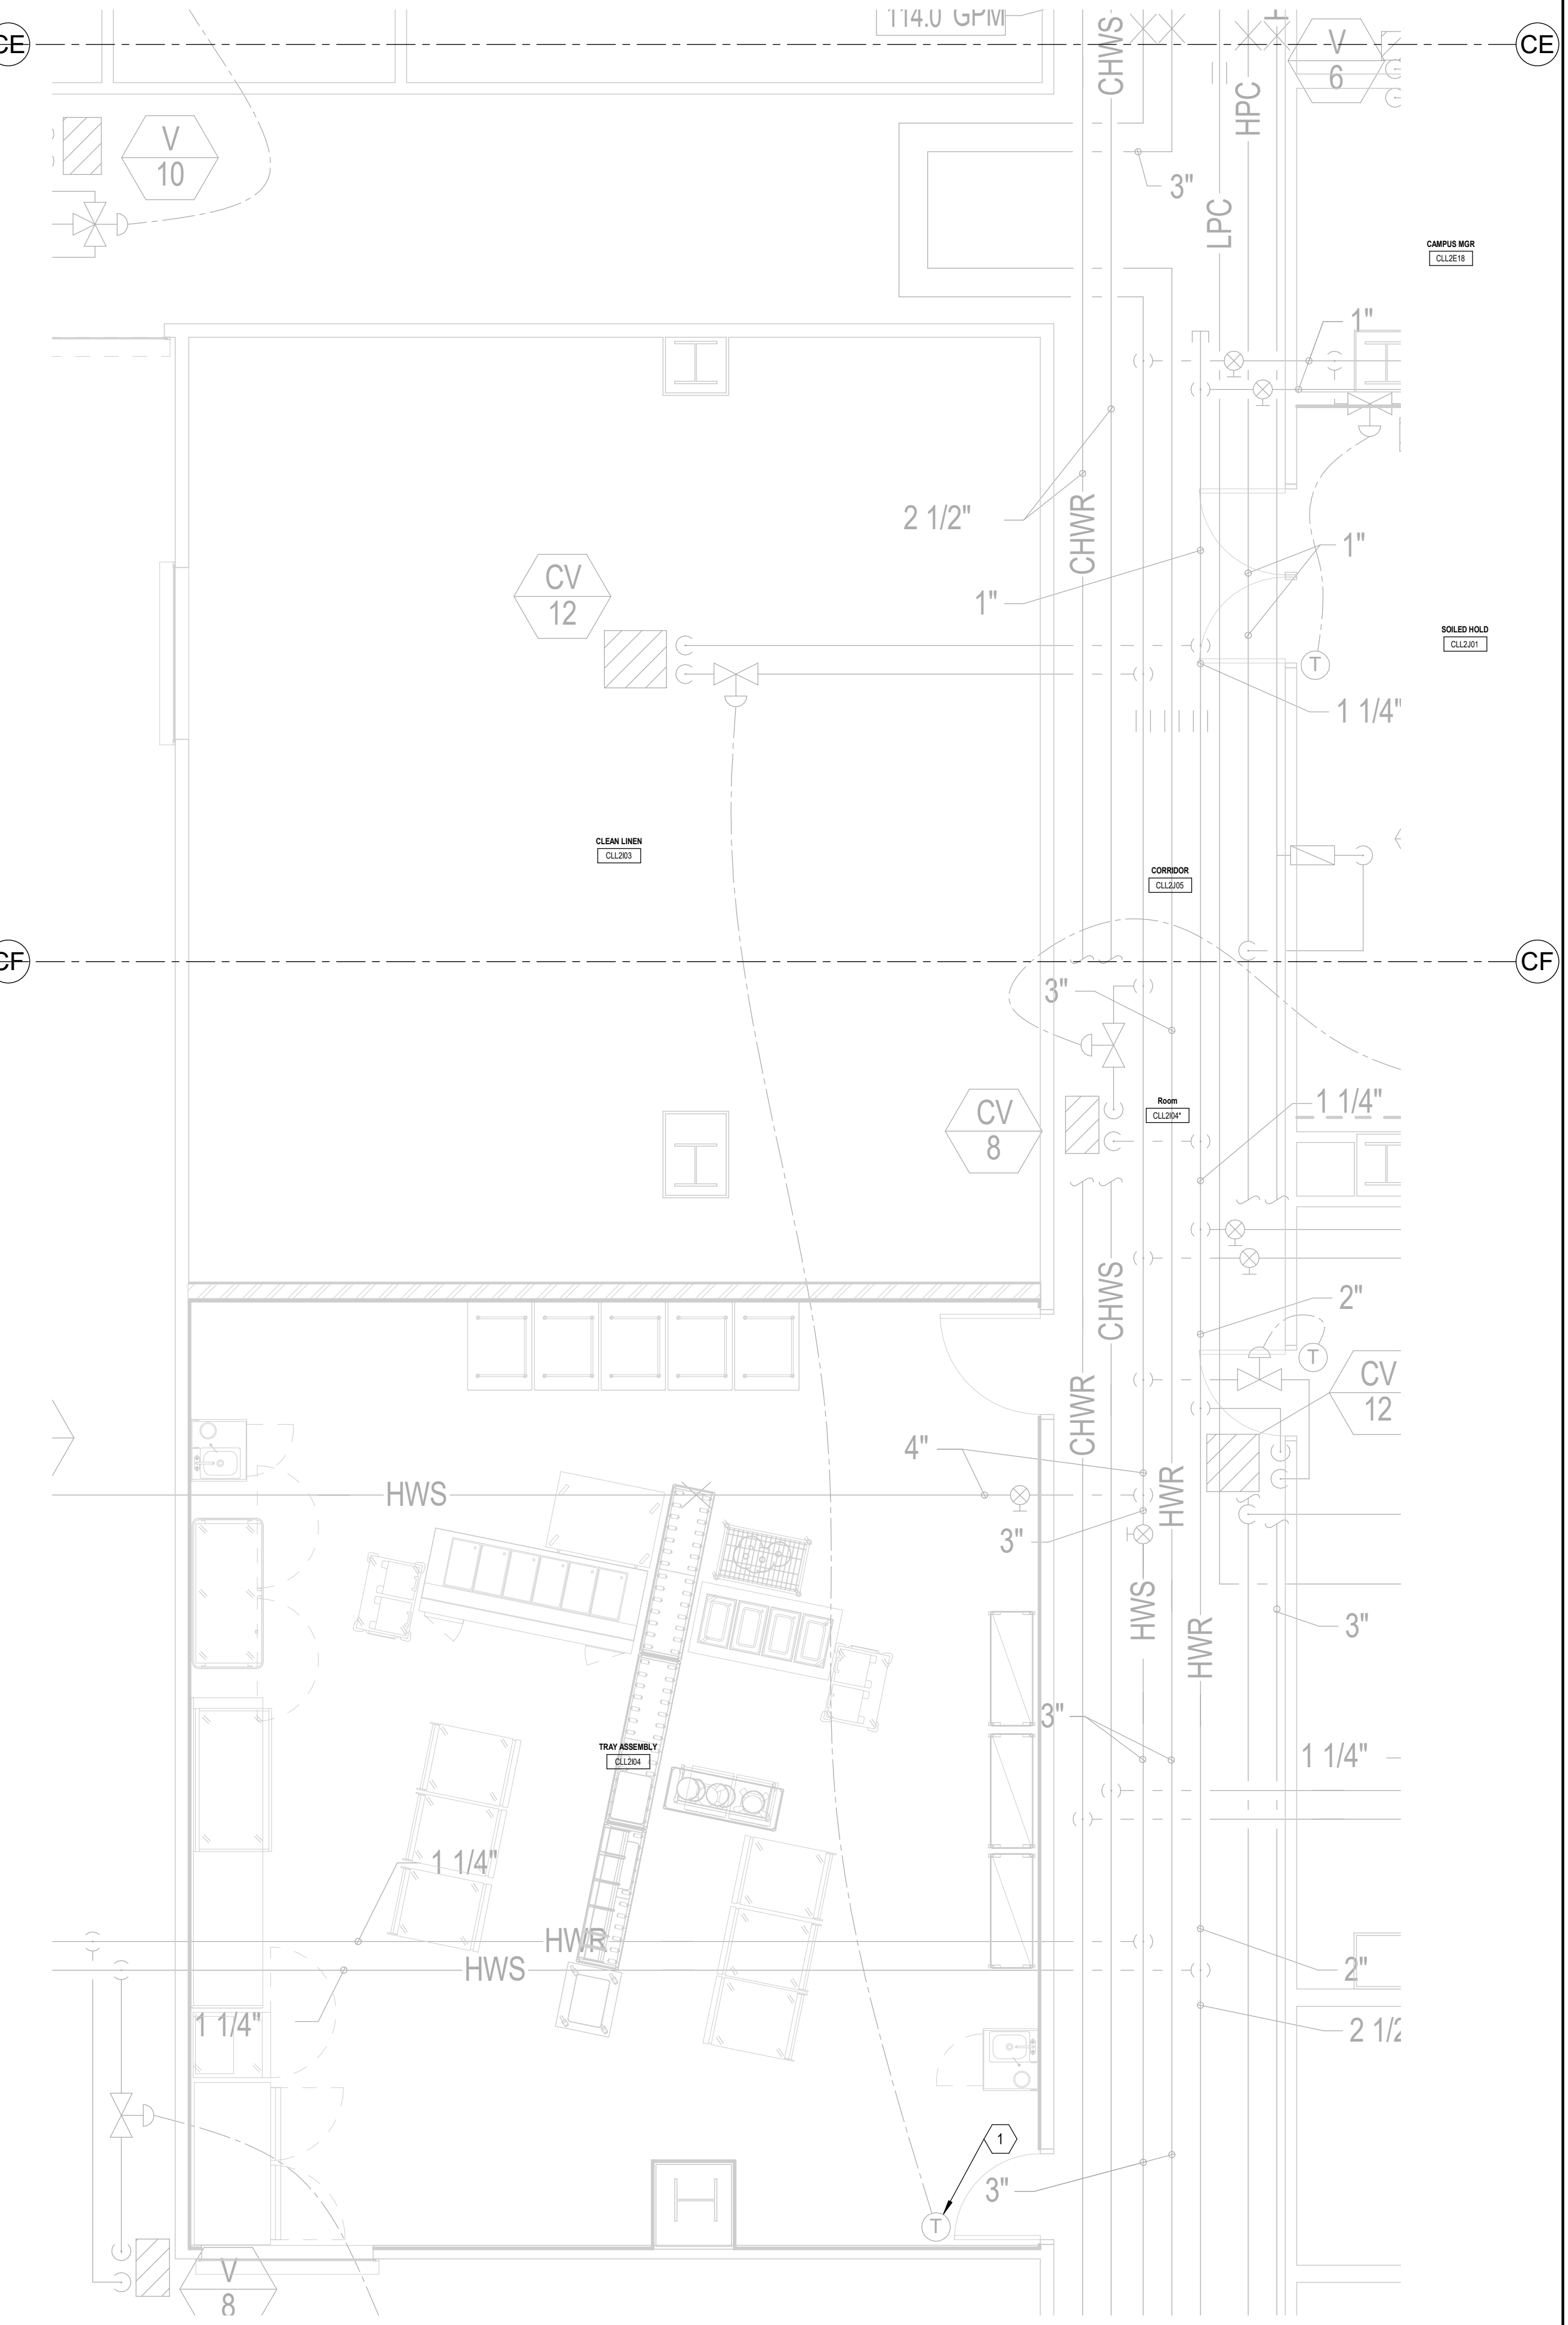 114.0 GPM
CE
CE
CHWS
V
6
HPC
V
10
3"
LPC
CAMPUS MGR
CLL2E18
1"
2 1/2"
CHWR
1"
CV
12
1"
SOILED HOLD
CLL2J01
T
1 1/4"
CLEAN LINEN
CLL2I03
CORRIDOR
CLL2J05
CF
CF
3"
Room
CLL2I04*
1 1/4"
CV
8
CHWS
2"
T
CHWR
CV
12
4"
HWS
HWR
3"
HWS
3"
HWR
3"
TRAY ASSEMBLY
CLL2I04
1 1/4"
1 1/4"
HWR
HWS
2"
1 1/4"
2 1/2
1
3"
T
V
8